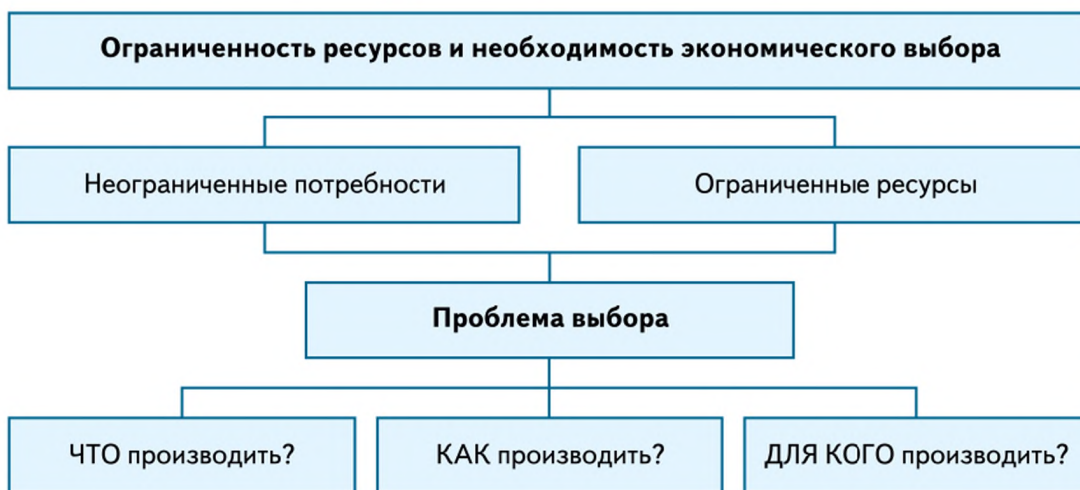 Ограниченность ресурсов и необходимость экономического выбора
Неограниченные потребности
Ограниченные ресурсы
Проблема выбора
ЧТО производить?
КАК производить?
ДЛЯ КОГО производить?